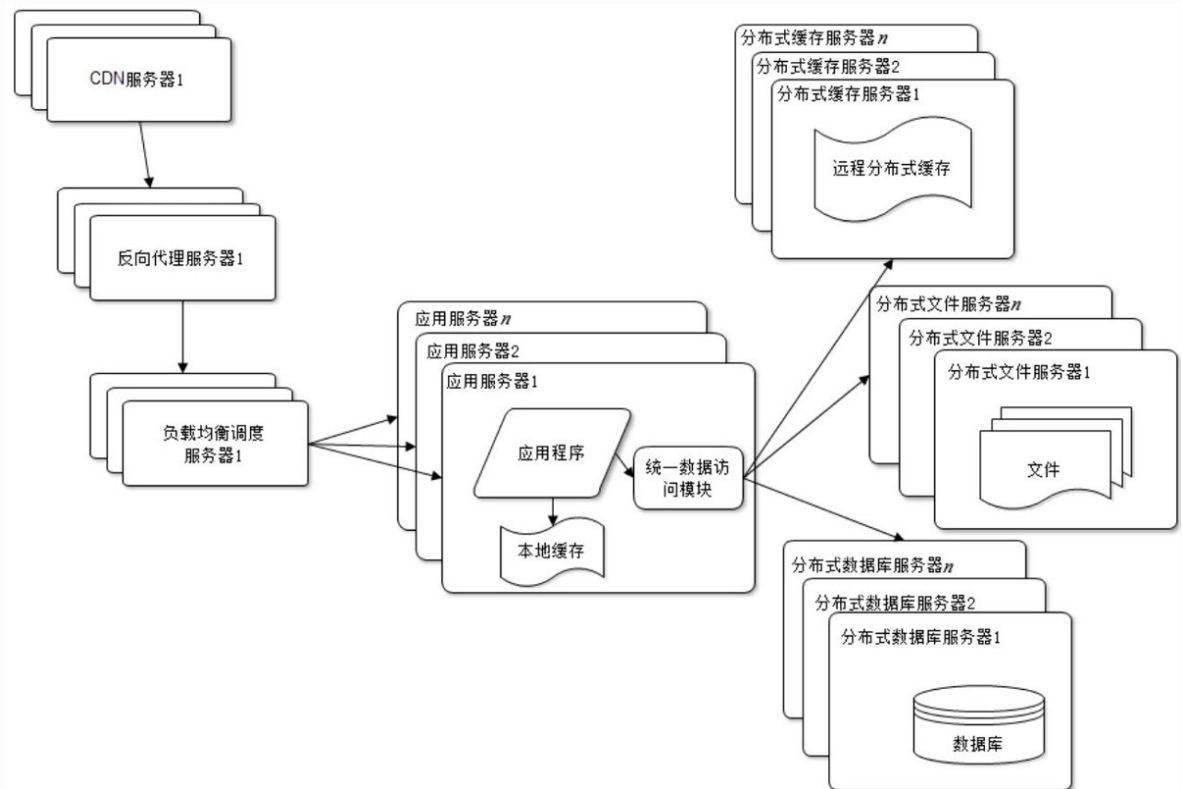 CDN服务器1
反向代理服务器1
负载均衡调度
服务器1
应用服务器n
应用服务器2
应用服务器1
应用程序
统一数据访
问模块
本地缓存
分布式缓存服务器n
分布式缓存服务器2
分布式缓存服务器1
远程分布式缓存
分布式文件服务器n
分布式文件服务器2
分布式文件服务器1
文件
分布式数据库服务器n
分布式数据库服务器2
分布式数据库服务器1
数据库